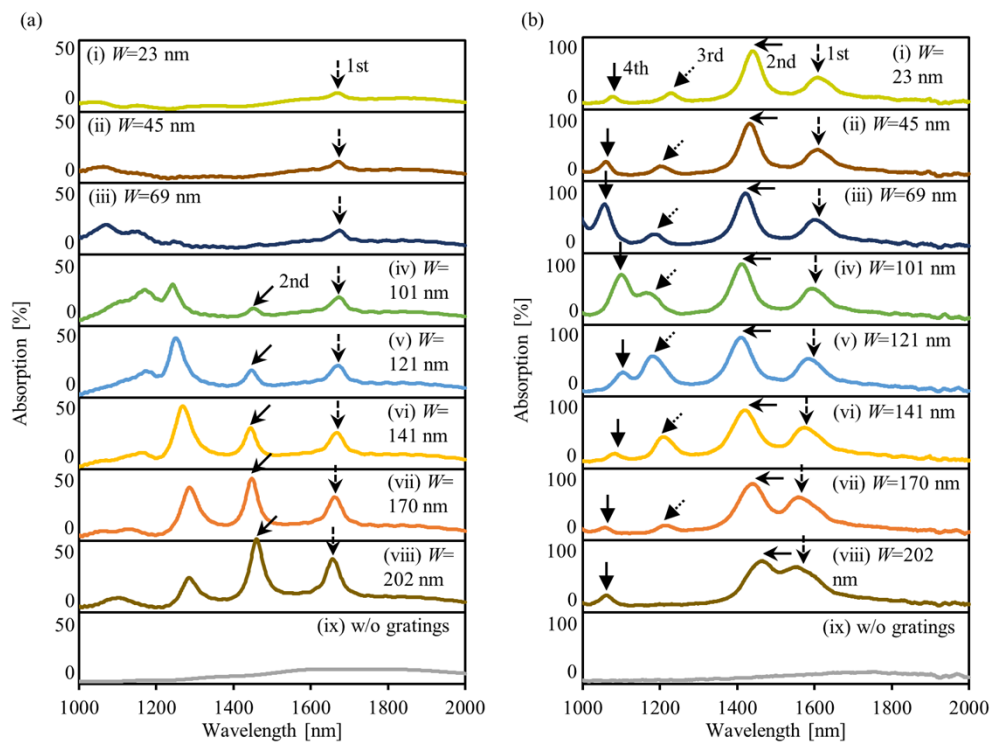 (a)
50
(i) W=23 nm
1st
0
50
(ii) W=45 nm
0
50
(iii) W=69 nm
0
50
(iv) W=
101 nm
2nd
0
50
(v) W=
121 nm
0
50
(vi) W=
141 nm
0
50
(vii) W=
170 nm
0
50
(viii) W=
202 nm
0
50
(ix) w/o gratings
0
1000 1200 1400 1600 1800 2000
Wavelength [nm]
Absorption [%]
(b)
100
(i) W=
23 nm
4th
3rd
2nd
1st
0
100
(ii) W=45 nm
0
100
(iii) W=69 nm
0
100
(iv) W=101 nm
0
100
(v) W=121 nm
0
100
(vi) W=141 nm
0
100
(vii) W=170 nm
0
100
(viii) W=202
nm
0
100
(ix) w/o gratings
0
1000 1200 1400 1600 1800 2000
Wavelength [nm]
Absorption [%]